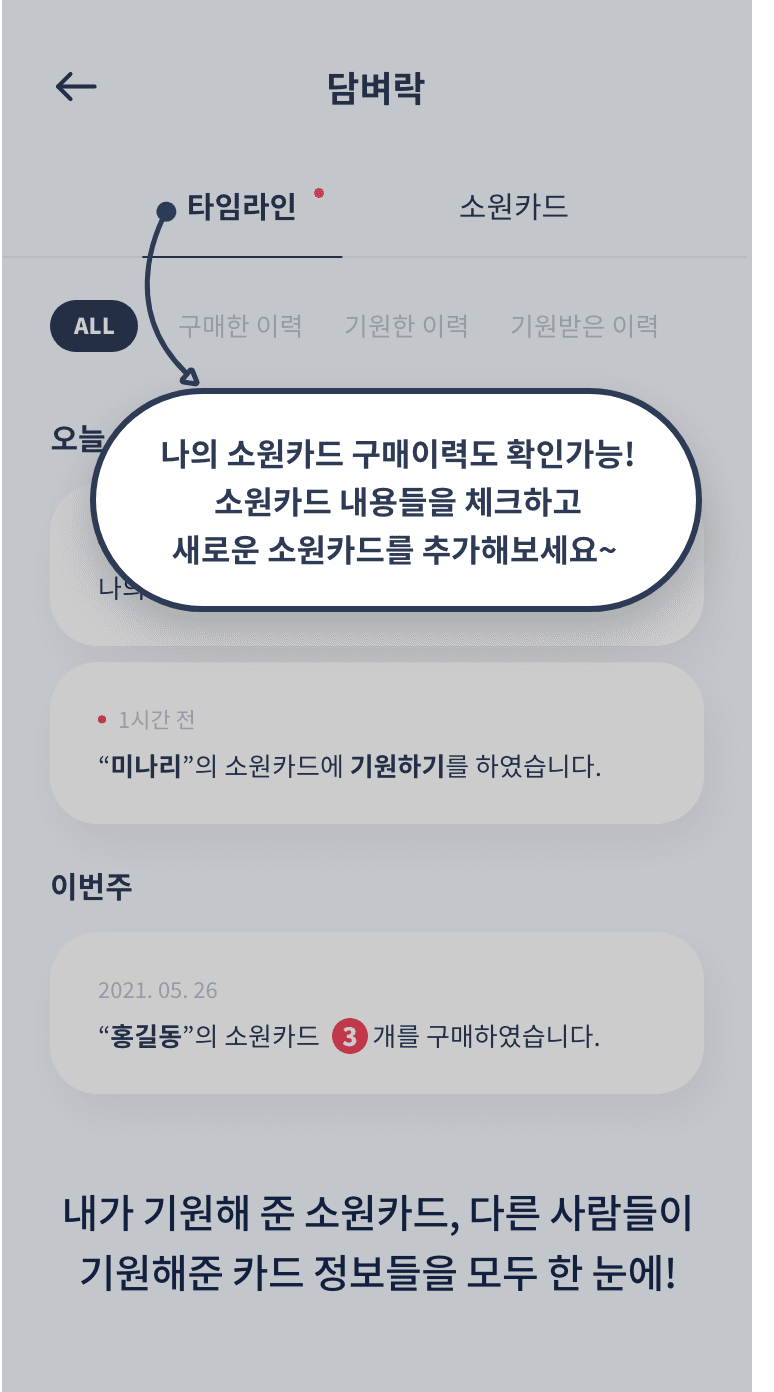 담벼락
타임라인 소원카드
ALL 구매한 이력 기원한 이력 기원받은 이력
오늘
나의 소원카드 구매이력도 확인가능!
소원카드 내용들을 체크하고
새로운 소원카드를 추가해보세요~
나의
1시간 전
“미나리”의 소원카드에 기원하기를 하였습니다.
이번주
2021. 05. 26
“홍길동”의 소원카드 3 개를 구매하였습니다.
내가 기원해 준 소원카드, 다른 사람들이
기원해준 카드 정보들을 모두 한 눈에!